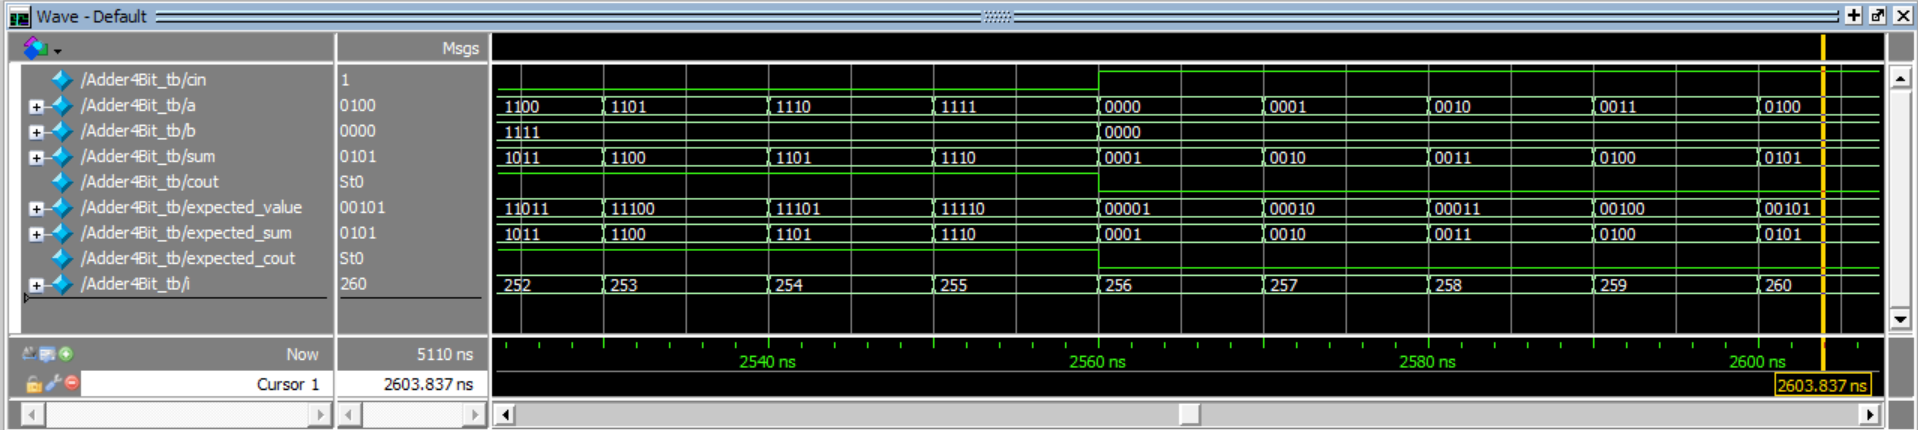 Wave - Default
Msgs
/Adder4Bit_tb/cin 1
/Adder4Bit_tb/a 0100 1100 1101 1110 1111 0000 0001 0010 0011 0100
/Adder4Bit_tb/b 0000 1111 0000
/Adder4Bit_tb/sum 0101 1011 1100 1101 1110 0001 0010 0011 0100 0101
/Adder4Bit_tb/cout St0
/Adder4Bit_tb/expected_value 00101 11011 11100 11101 11110 00001 00010 00011 00100 00101
/Adder4Bit_tb/expected_sum 0101 1011 1100 1101 1110 0001 0010 0011 0100 0101
/Adder4Bit_tb/expected_cout St0
/Adder4Bit_tb/i 260 252 253 254 255 256 257 258 259 260
Now 5110 ns 2540 ns 2560 ns 2580 ns 2600 ns
Cursor 1 2603.837 ns 2603.837 ns